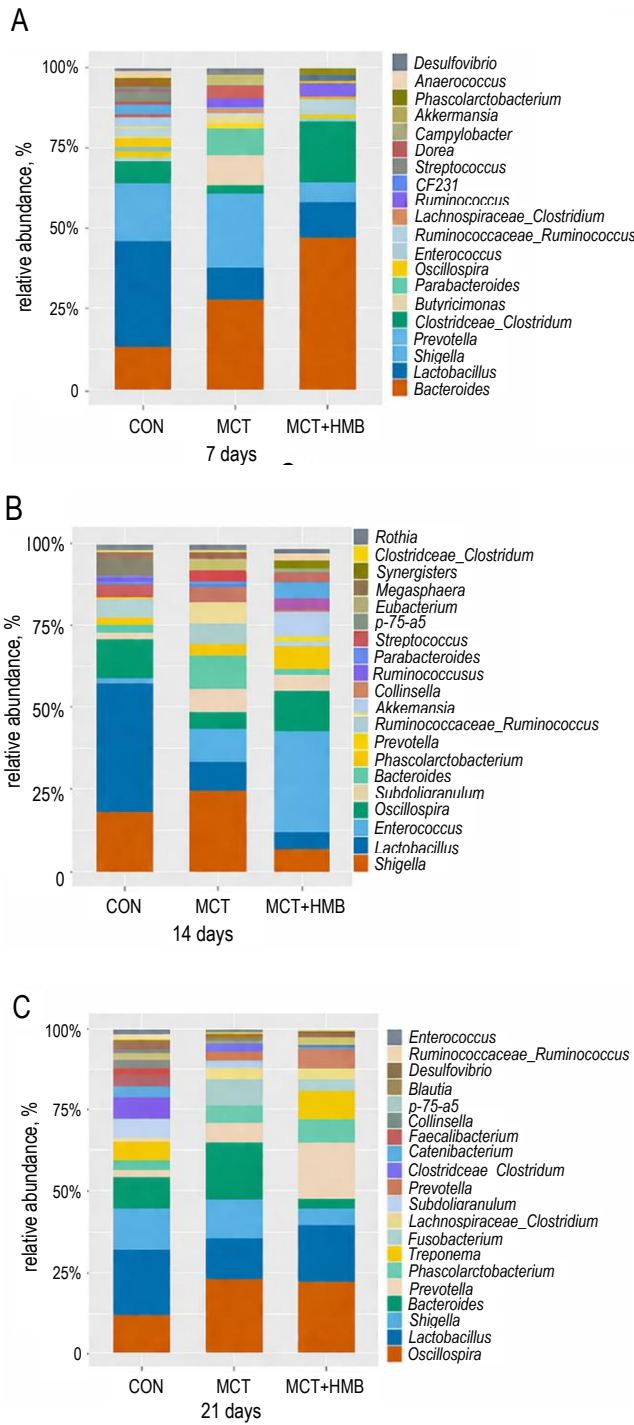 A
100%
75%
50%
25%
0
relative abundance, %
CON
MCT
MCT+HMB
7 days
Desulfovibrio
Anaerococcus
Phascolarctobacterium
Akkermansia
Campylobacter
Dorea
Streptococcus
CF231
Ruminococcus
Lachnospiraceae_Clostridium
Ruminococcaceae_Ruminococcus
Enterococcus
Oscillospira
Parabacteroides
Butyricimonas
Clostridceae_Clostridum
Prevotella
Shigella
Lactobacillus
Bacteroides
B
100%
75%
50%
25%
0
relative abundance, %
CON
MCT
MCT+HMB
14 days
Rothia
Clostridceae_Clostridum
Synergisters
Megasphaera
Eubacterium
p-75-a5
Streptococcus
Parabacteroides
Ruminoccusus
Collinsella
Akkemansia
Ruminococcaceae_Ruminococcus
Prevotella
Phascolarctobacterium
Bacteroides
Subdoligranulum
Oscillospira
Enterococcus
Lactobacillus
Shigella
C
100%
75%
50%
25%
0
relative abundance, %
CON
MCT
MCT+HMB
21 days
Enterococcus
Ruminococcaceae_Ruminococcus
Desulfovibrio
Blautia
p-75-a5
Collinsella
Faecalibacterium
Catenibacterium
Clostridceae Clostridum
Prevotella
Subdoligranulum
Lachnospiraceae_Clostridium
Fusobacterium
Treponema
Phascolarctobacterium
Prevotella
Bacteroides
Shigella
Lactobacillus
Oscillospira